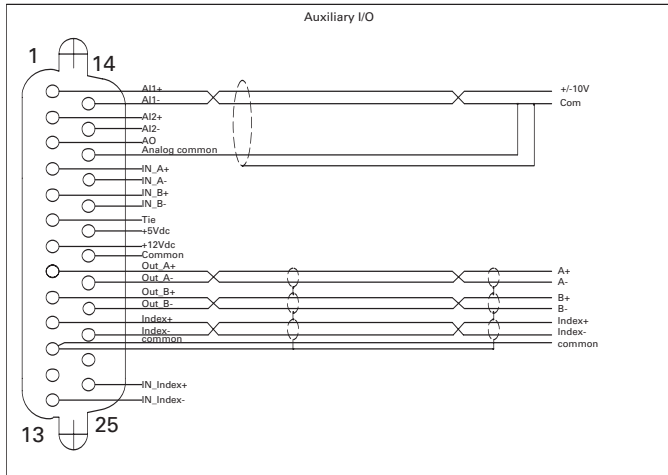 Auxiliary I/O
1
14
AI1+
+/-10V
AI1-
Com
AI2+
AI2-
AO
Analog common
IN_A+
IN_A-
IN_B+
IN_B-
Tie
+5Vdc
+12Vdc
Common
Out_A+
A+
Out_A-
A-
Out_B+
B+
Out_B-
B-
Index+
Index+
Index-
Index-
common
common
IN_Index+
IN_Index-
13
25